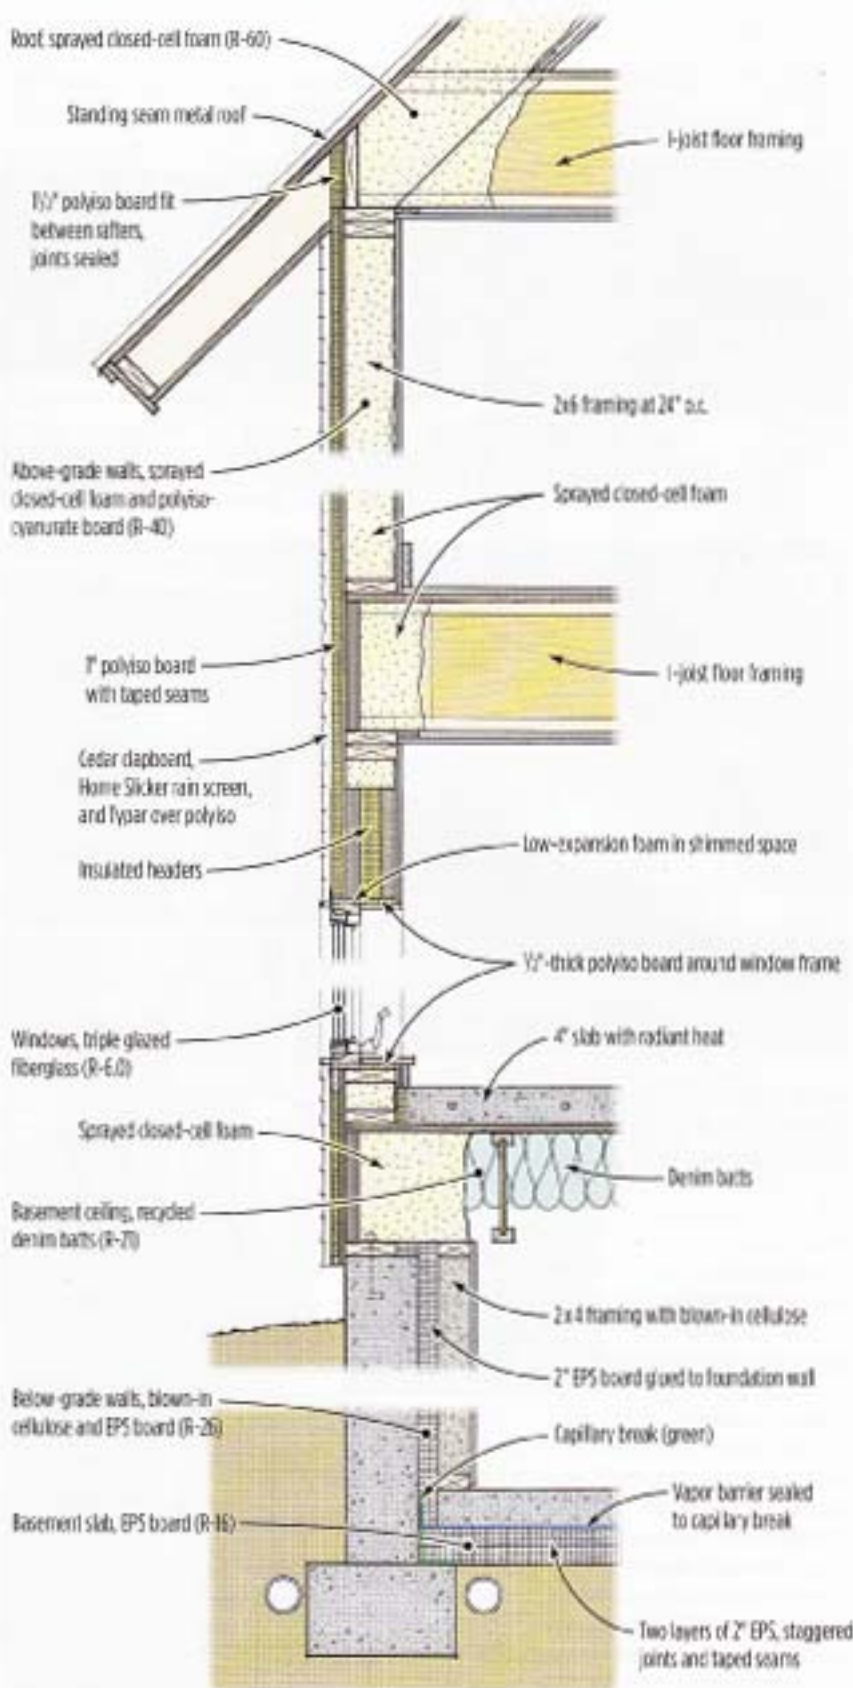 Roof, sprayed closed-cell foam (R-60)
Standing seam metal roof
I-joist floor framing
1½" polyiso board fit
between rafters,
joints sealed
2x6 framing at 24" o.c.
Above-grade walls, sprayed
closed-cell foam and polyiso-
cyanurate board (R-40)
Sprayed closed-cell foam
1" polyiso board
with taped seams
I-joist floor framing
Cedar clapboard,
Home Slicker rain screen,
and Typar over polyiso
Low-expansion foam in shimmed space
Insulated headers
½"-thick polyiso board around window frame
Windows, triple glazed
fiberglass (R-6.0)
4" slab with radiant heat
Sprayed closed-cell foam
Denim batts
Basement ceiling, recycled
denim batts (R-21)
2x4 framing with blown-in cellulose
2" EPS board glued to foundation wall
Below-grade walls, blown-in
cellulose and EPS board (R-26)
Capillary break (green)
Vapor barrier sealed
to capillary break
Basement slab, EPS board (R-16)
Two layers of 2" EPS, staggered
joints and taped seams